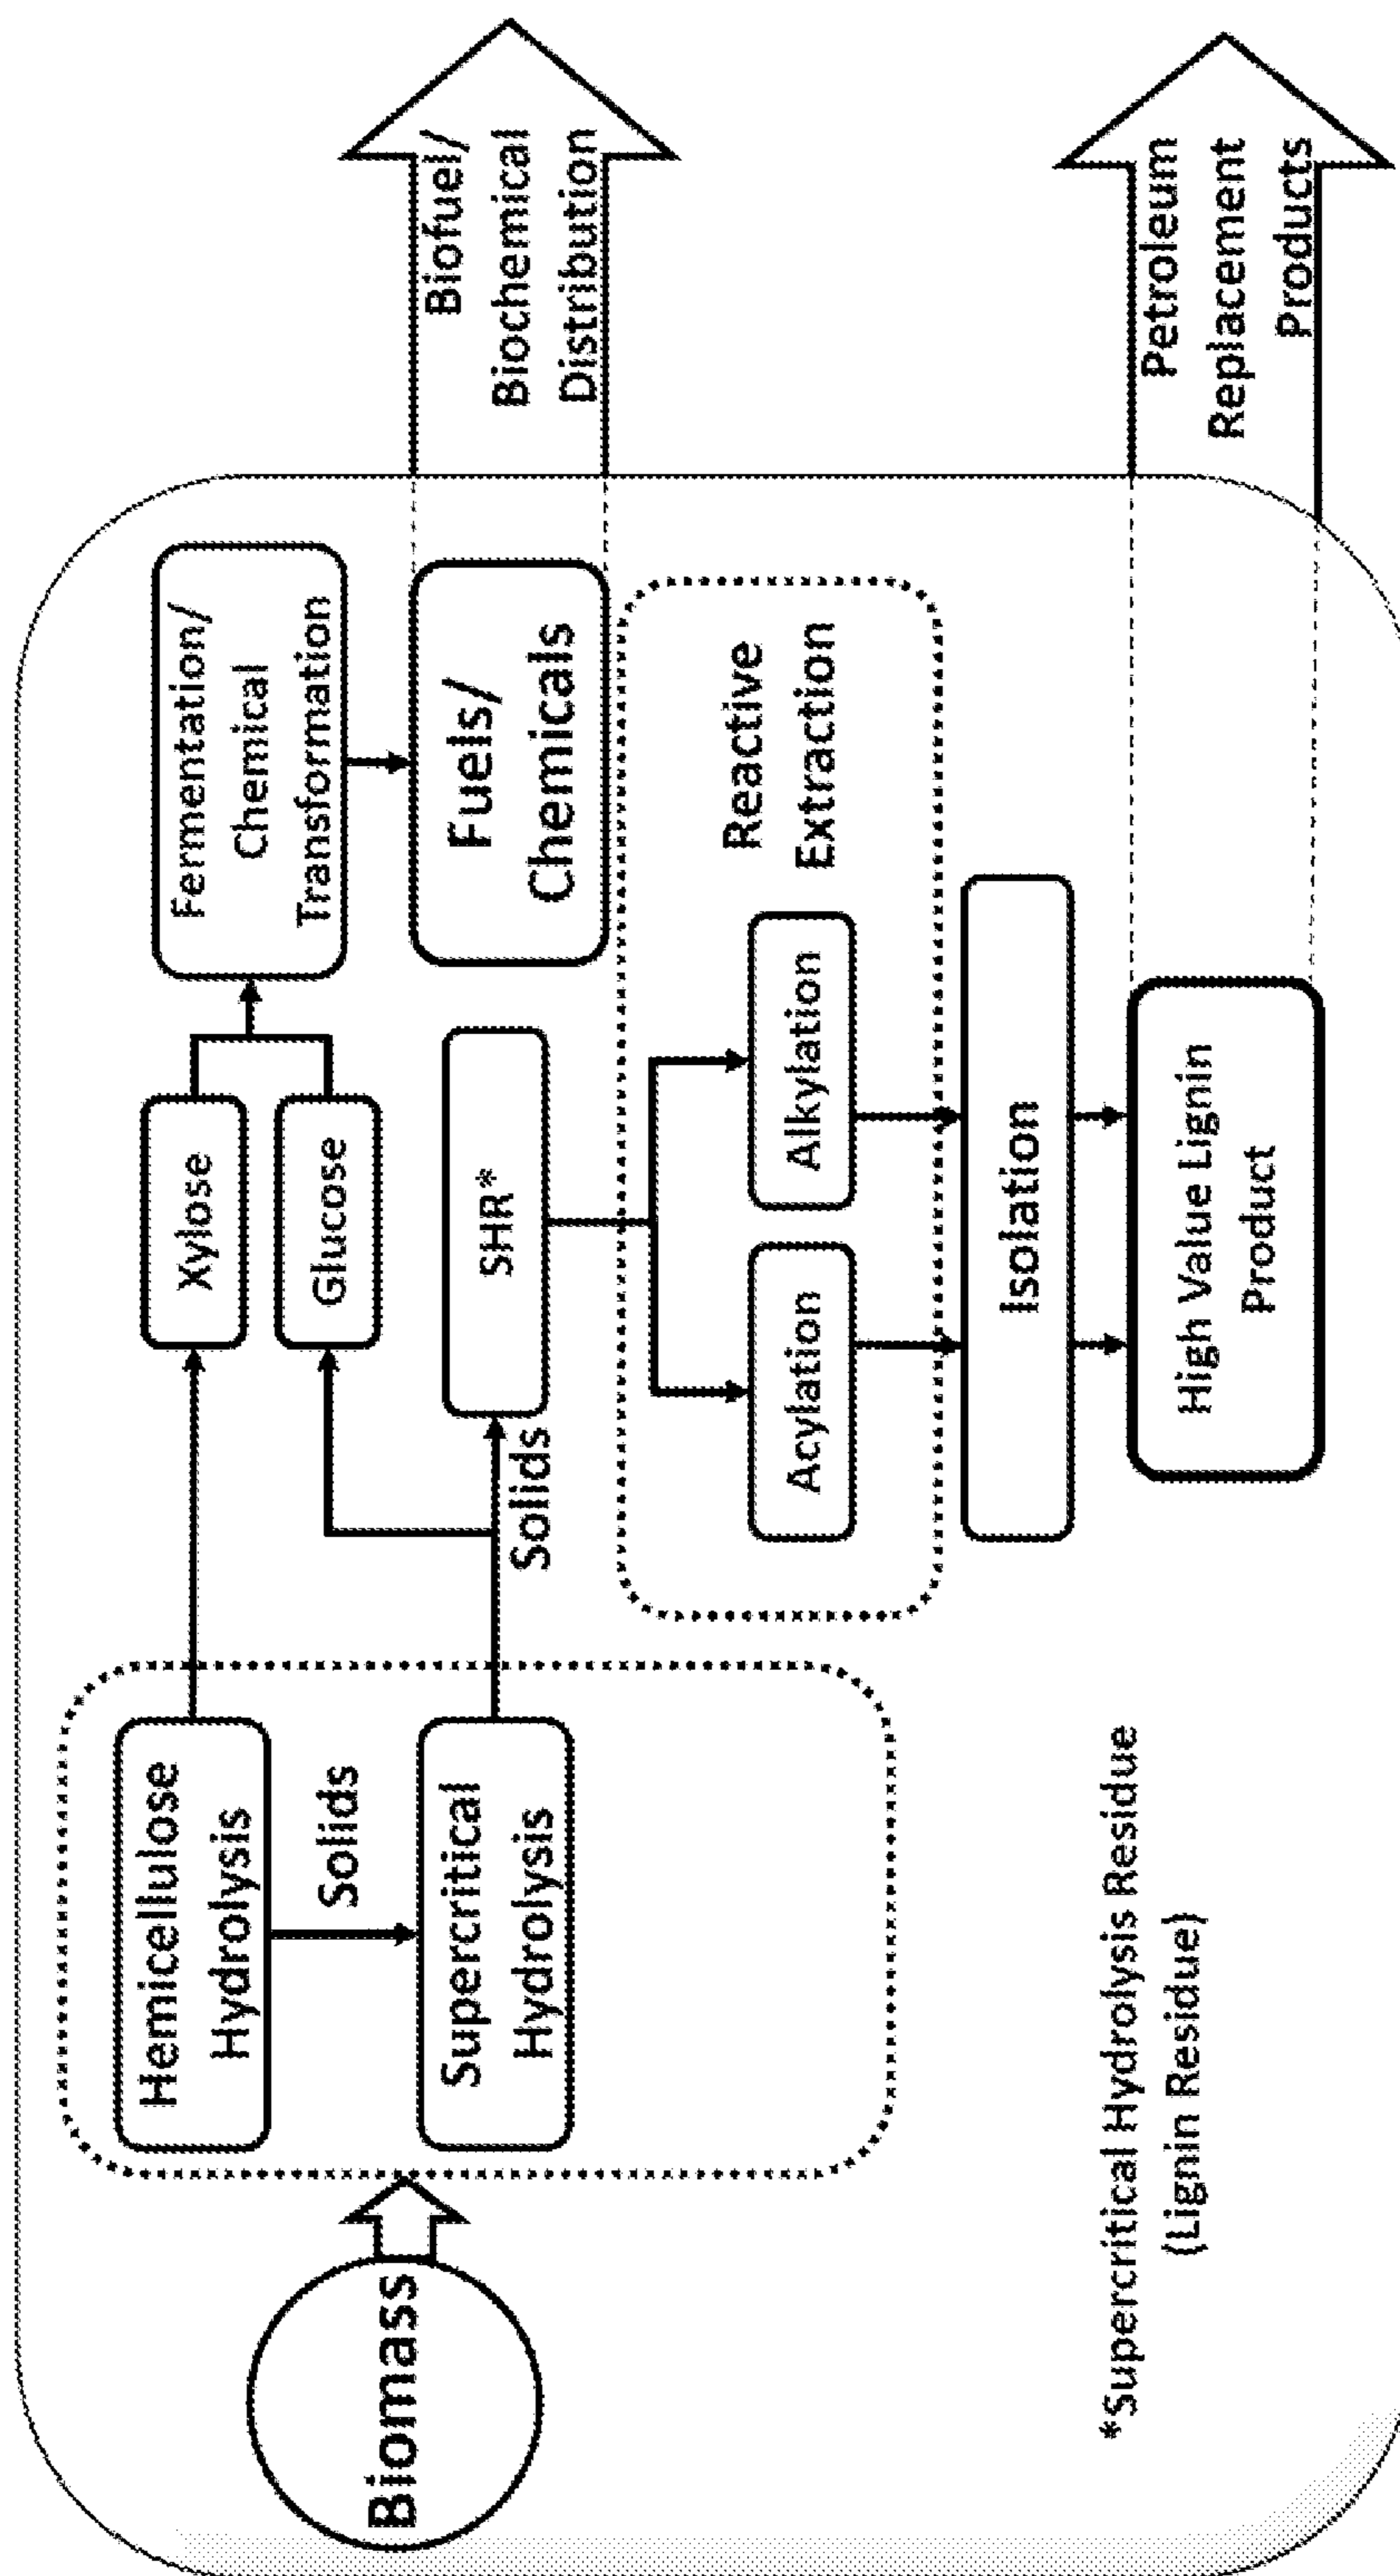 Biomass
Hemicellulose
Hydrolysis
Solids
Supercritical
Hydrolysis
Xylose
Glucose
Solids
SHR*
Fermentation/
Chemical
Transformation
Fuels/
Chemicals
Reactive
Extraction
Acylation
Alkylation
Isolation
High Value Lignin
Product
Biofuel/
Biochemical
Distribution
Petroleum
Replacement
Products
*Supercritical Hydrolysis Residue
(Lignin Residue)